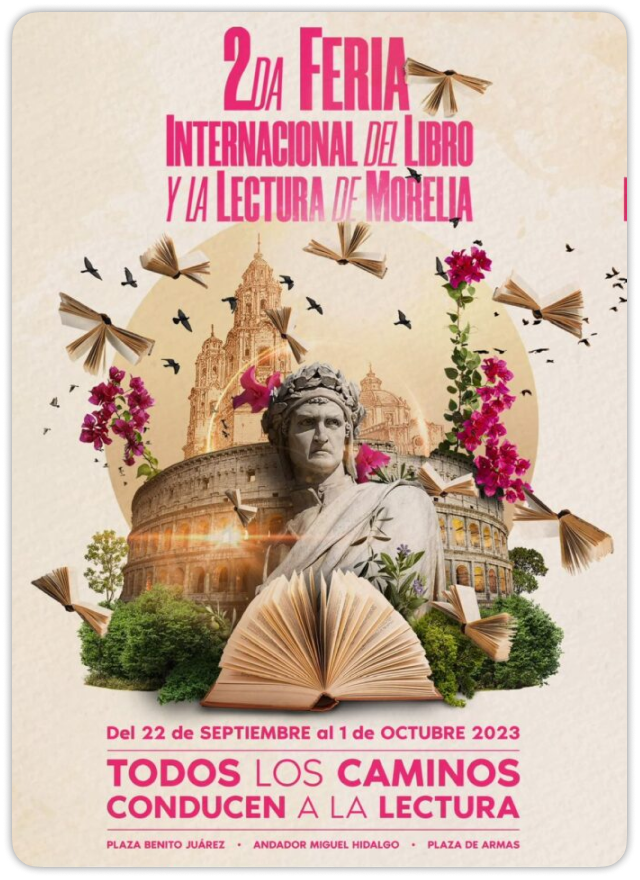 2DA FERIA
INTERNACIONAL DEL LIBRO
Y LA LECTURA DE MORELIA
Del 22 de SEPTIEMBRE al 1 de OCTUBRE 2023
TODOS LOS CAMINOS
CONDUCEN A LA LECTURA
PLAZA BENITO JUÁREZ • ANDADOR MIGUEL HIDALGO • PLAZA DE ARMAS